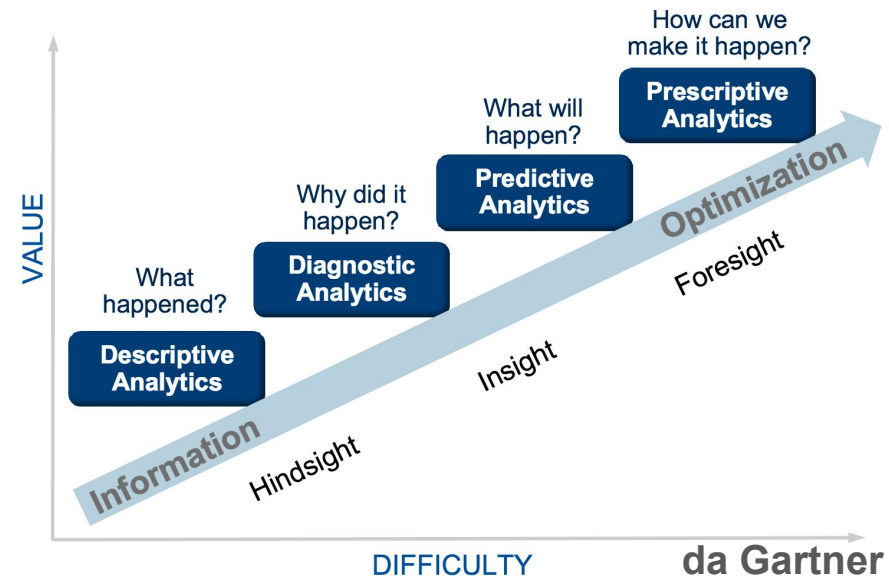 How can we
make it happen?
Prescriptive
Analytics
What will
happen?
Predictive
Analytics
Optimization
Why did it
happen?
Foresight
VALUE
Diagnostic
Analytics
What
happened?
Descriptive
Analytics
Insight
Information
Hindsight
DIFFICULTY
da Gartner